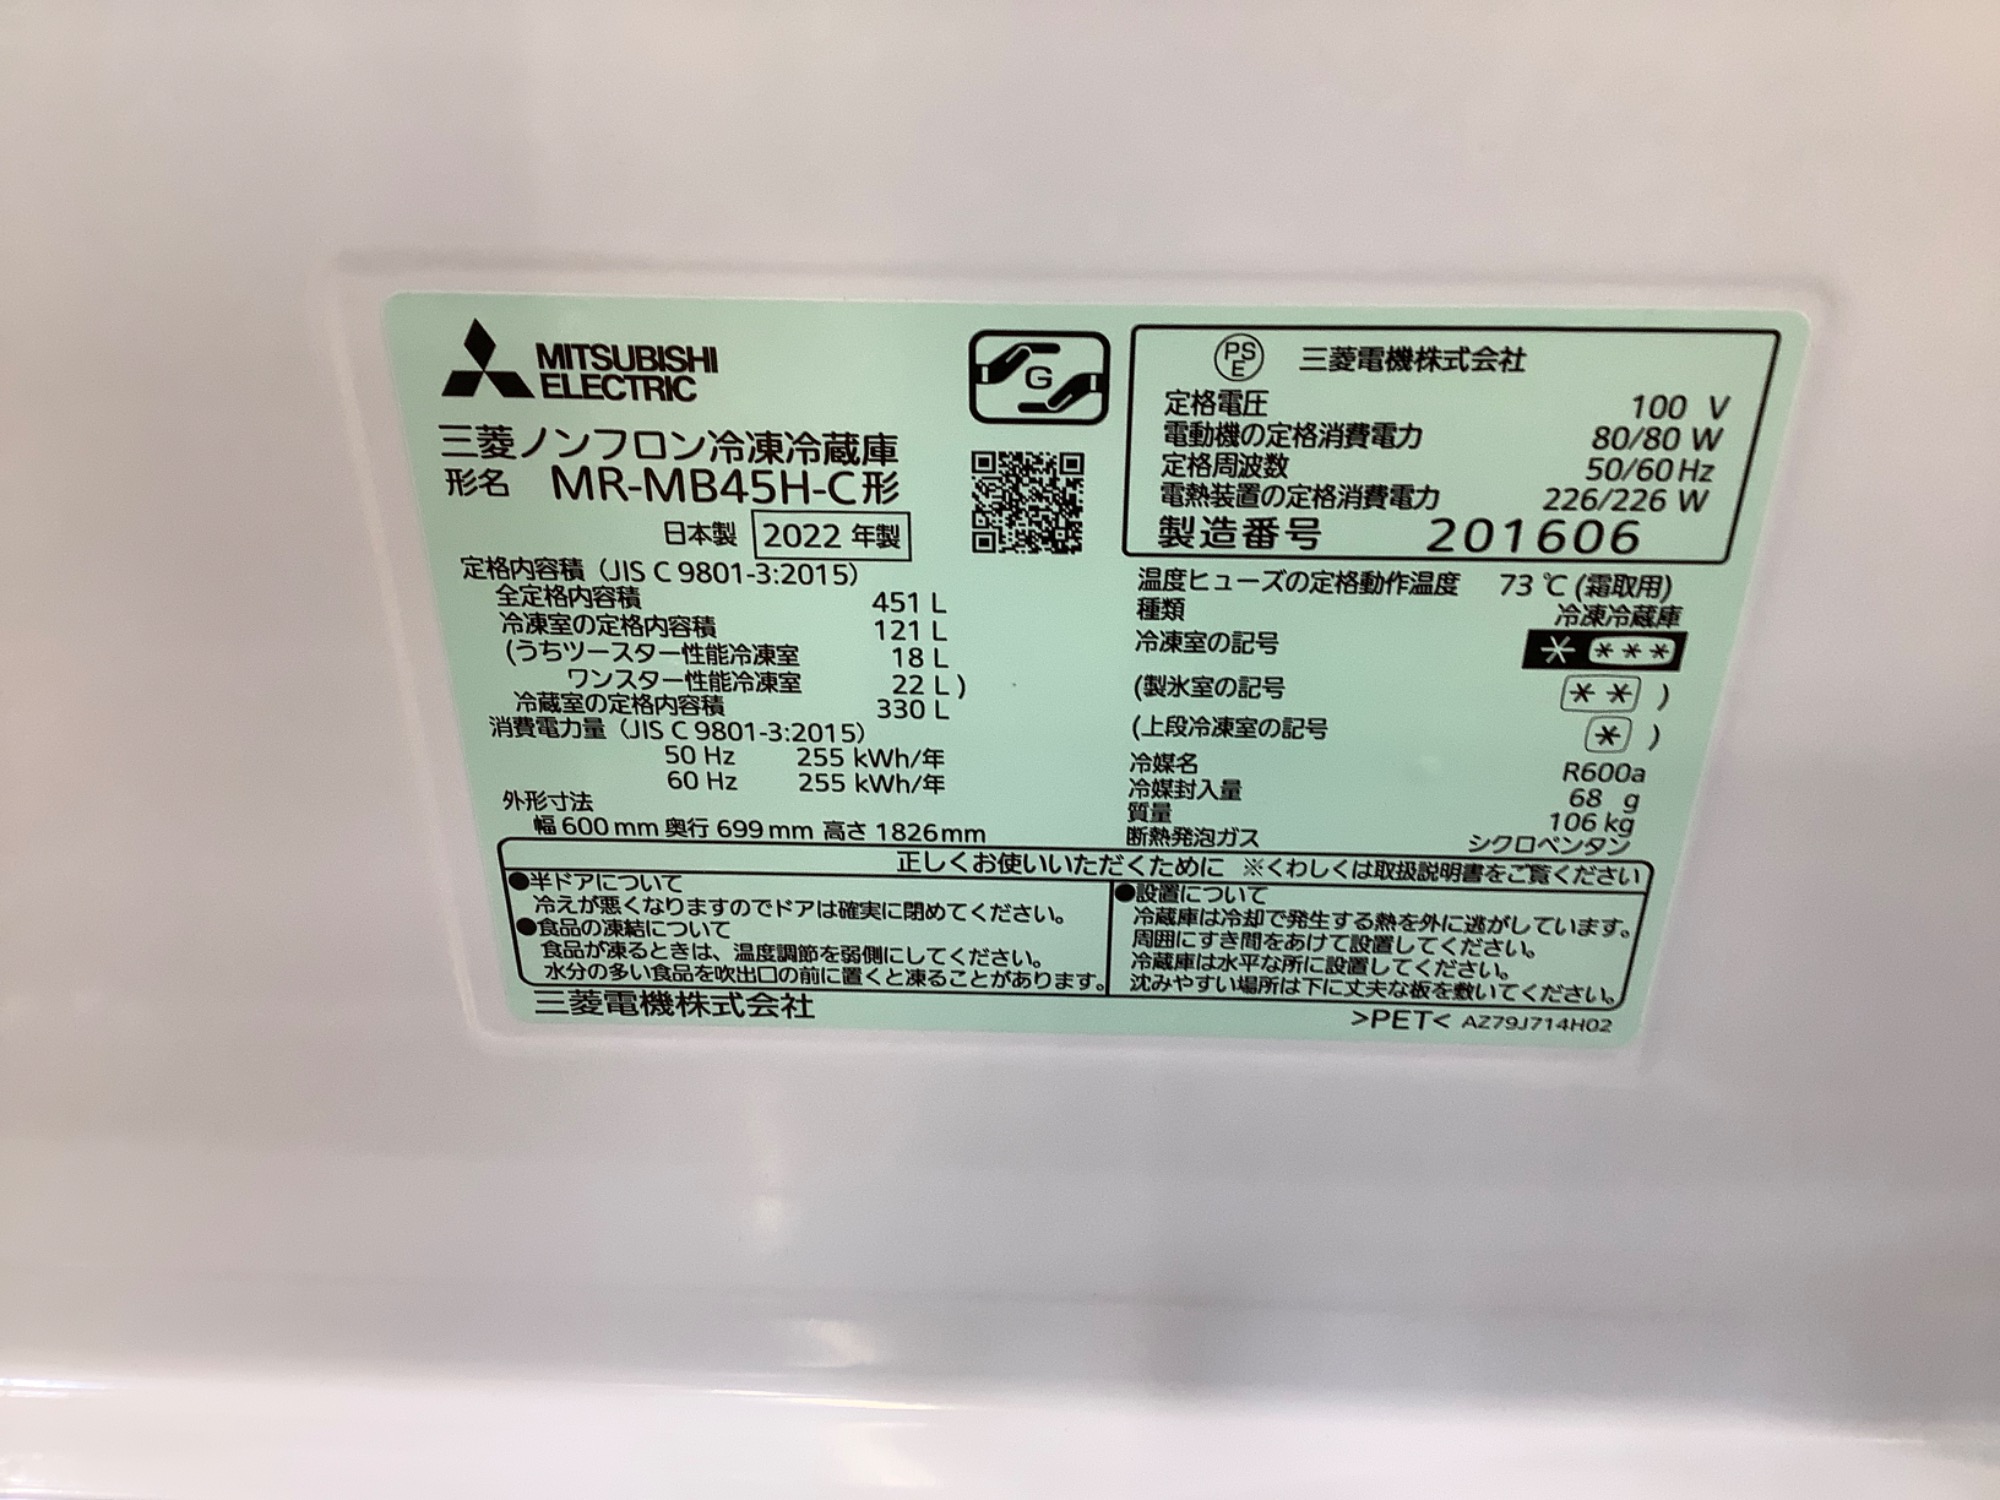 MITSUBISHI
ELECTRIC
三菱ノンフロン冷凍冷蔵庫
形名 MR-MB45H-C形
日本製 2022 年製
定格内容積（JIS C 9801-3:2015）
全定格内容積 451 L
冷凍室の定格内容積 121 L
(うちツースター性能冷凍室 18 L
ワンスター性能冷凍室 22 L )
冷蔵室の定格内容積 330 L
消費電力量（JIS C 9801-3:2015）
50 Hz 255 kWh/年
60 Hz 255 kWh/年
外形寸法
幅 600 mm 奥行 699 mm 高さ 1826 mm
G
PS
E
三菱電機株式会社
定格電圧 100 V
電動機の定格消費電力 80/80 W
定格周波数 50/60 Hz
電熱装置の定格消費電力 226/226 W
製造番号 201606
温度ヒューズの定格動作温度 73 ℃ (霜取用)
種類 冷凍冷蔵庫
冷凍室の記号 * ***
(製氷室の記号 ** )
(上段冷凍室の記号 * )
冷媒名 R600a
冷媒封入量 68 g
質量 106 kg
断熱発泡ガス シクロペンタン
正しくお使いいただくために ※くわしくは取扱説明書をご覧ください
●半ドアについて
冷えが悪くなりますのでドアは確実に閉めてください。
●食品の凍結について
食品が凍るときは、温度調節を弱側にしてください。
水分の多い食品を吹出口の前に置くと凍ることがあります。
●設置について
冷蔵庫は冷却で発生する熱を外に逃がしています。
周囲にすき間をあけて設置してください。
冷蔵庫は水平な所に設置してください。
沈みやすい場所は下に丈夫な板を敷いてください。
三菱電機株式会社
>PET< AZ79J714H02